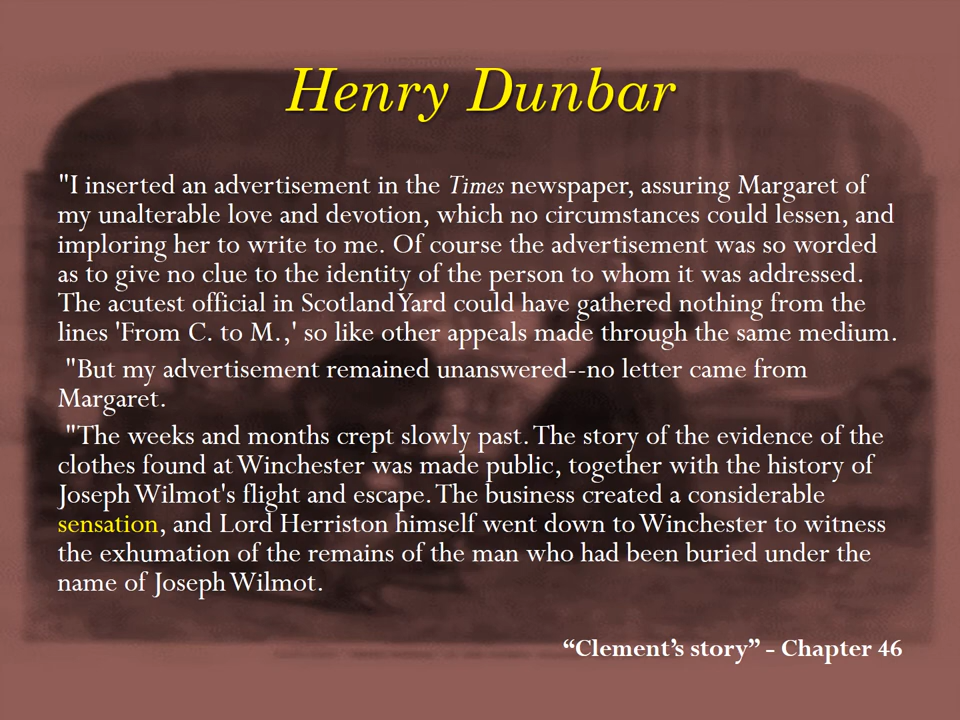 Henry Dunbar
"I inserted an advertisement in the Times newspaper, assuring Margaret of
my unalterable love and devotion, which no circumstances could lessen, and
imploring her to write to me. Of course the advertisement was so worded
as to give no clue to the identity of the person to whom it was addressed.
The acutest official in Scotland Yard could have gathered nothing from the
lines 'From C. to M.,' so like other appeals made through the same medium.
"But my advertisement remained unanswered--no letter came from
Margaret.
"The weeks and months crept slowly past. The story of the evidence of the
clothes found at Winchester was made public, together with the history of
Joseph Wilmot's flight and escape. The business created a considerable
sensation, and Lord Herriston himself went down to Winchester to witness
the exhumation of the remains of the man who had been buried under the
name of Joseph Wilmot.
“Clement’s story” - Chapter 46